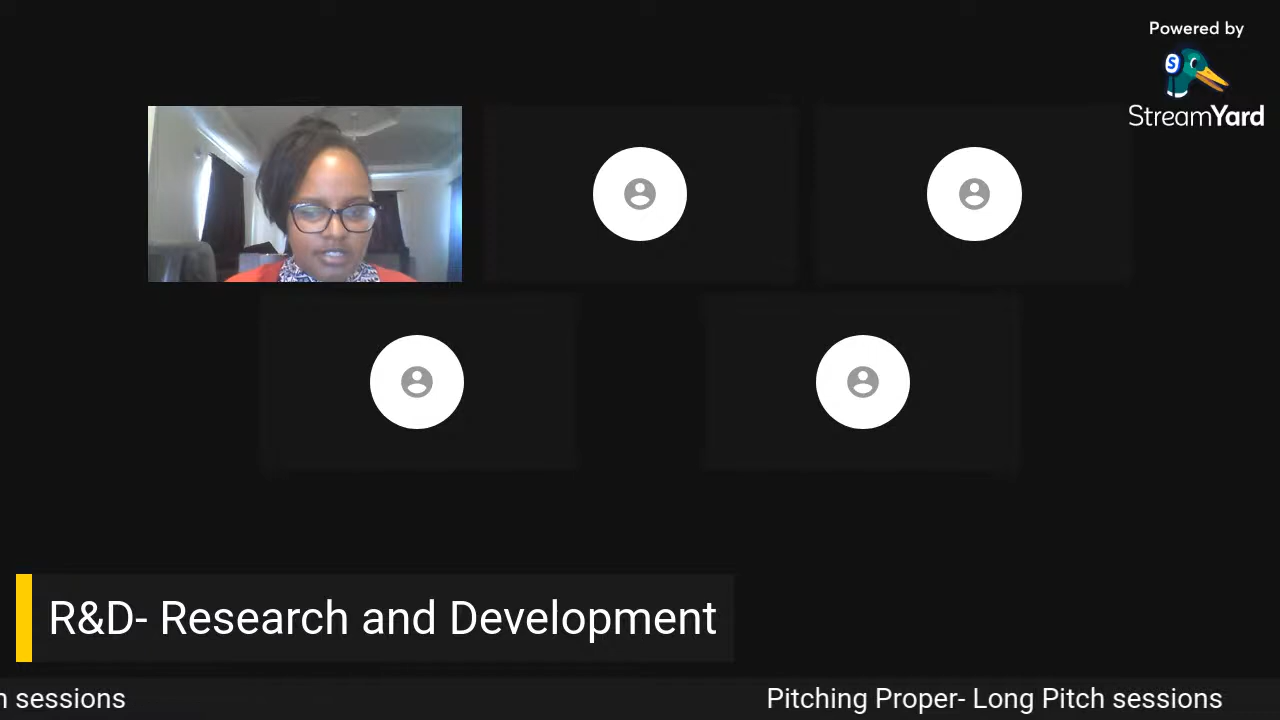 Powered by
S
StreamYard
R&D- Research and Development
h sessions
Pitching Proper- Long Pitch sessions